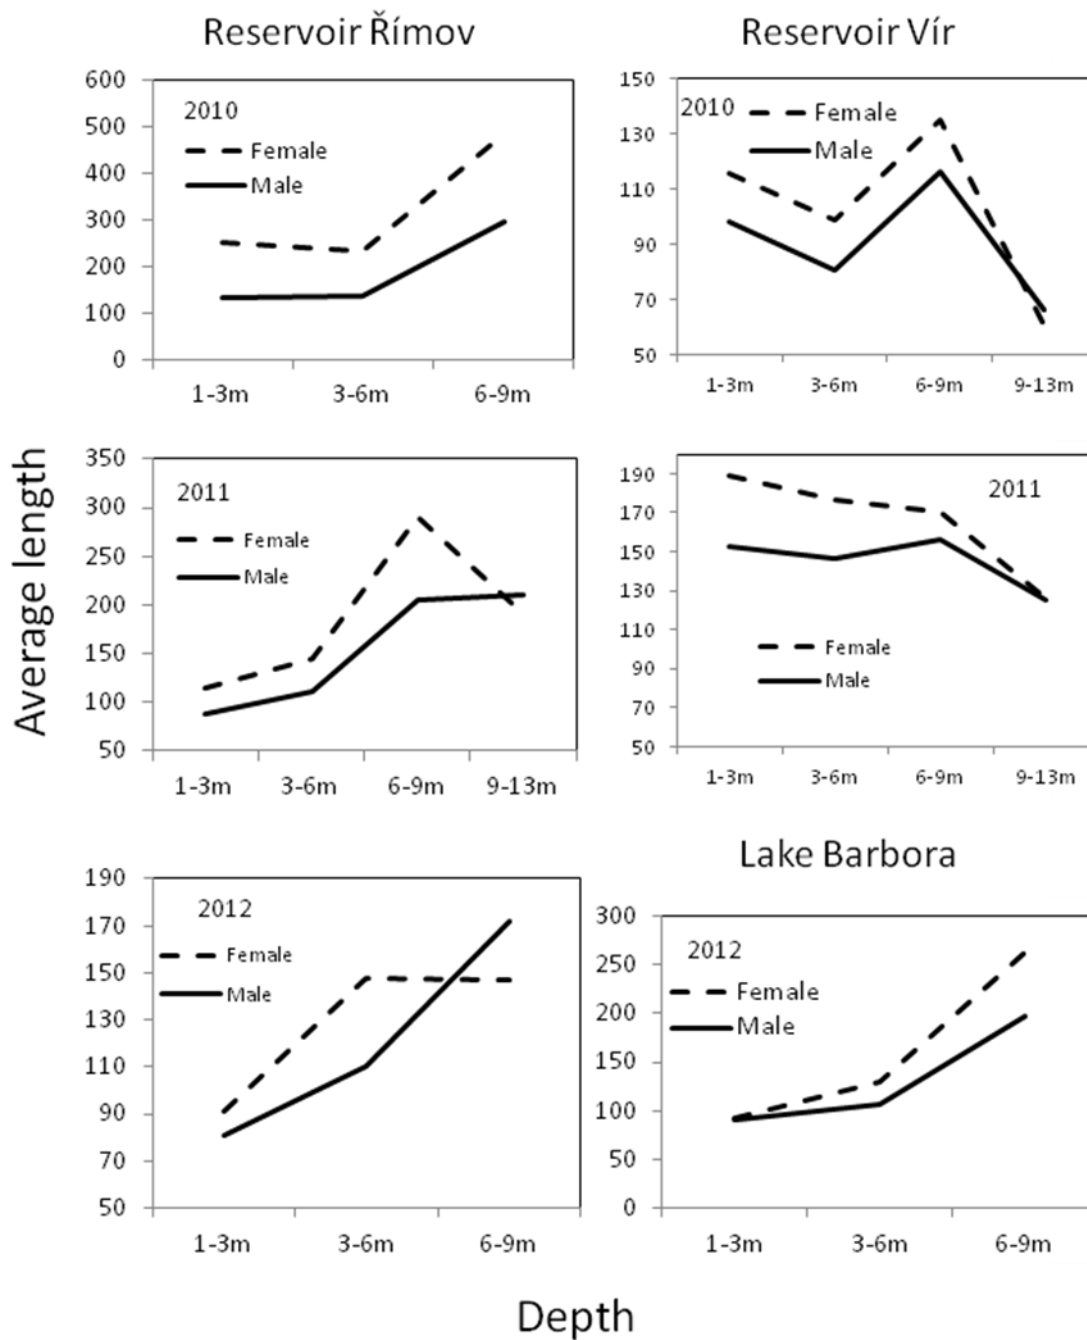 Reservoir Římov
600
500
400
300
200
100
0
2010
Female
Male
1-3m 3-6m 6-9m
Reservoir Vír
150
130
110
90
70
50
2010
Female
Male
1-3m 3-6m 6-9m 9-13m
Average length
350
300
250
200
150
100
50
2011
Female
Male
1-3m 3-6m 6-9m 9-13m
190
170
150
130
110
90
70
50
2011
Female
Male
1-3m 3-6m 6-9m 9-13m
190
170
150
130
110
90
70
50
2012
Female
Male
1-3m 3-6m 6-9m
Lake Barbora
300
250
200
150
100
50
0
2012
Female
Male
1-3m 3-6m 6-9m
Depth